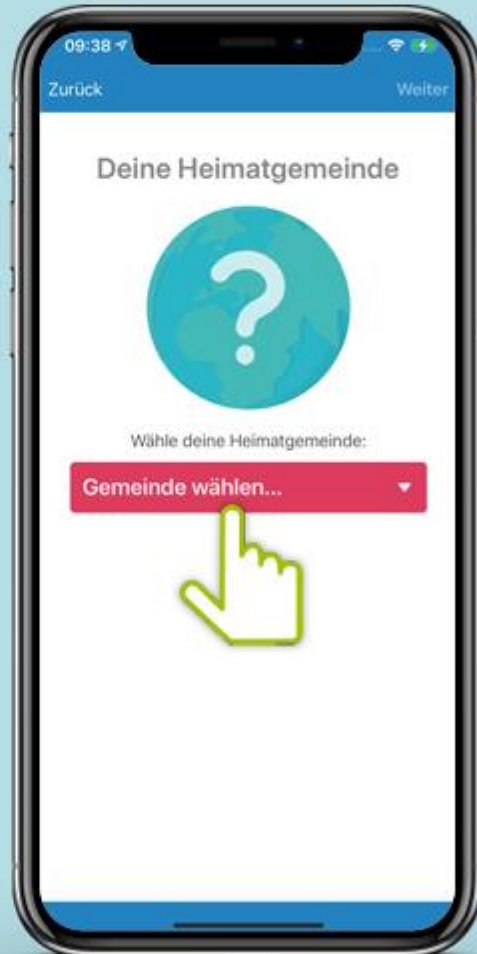 09:38
Zurück Weiter
Deine Heimatgemeinde
?
Wähle deine Heimatgemeinde:
Gemeinde wählen...